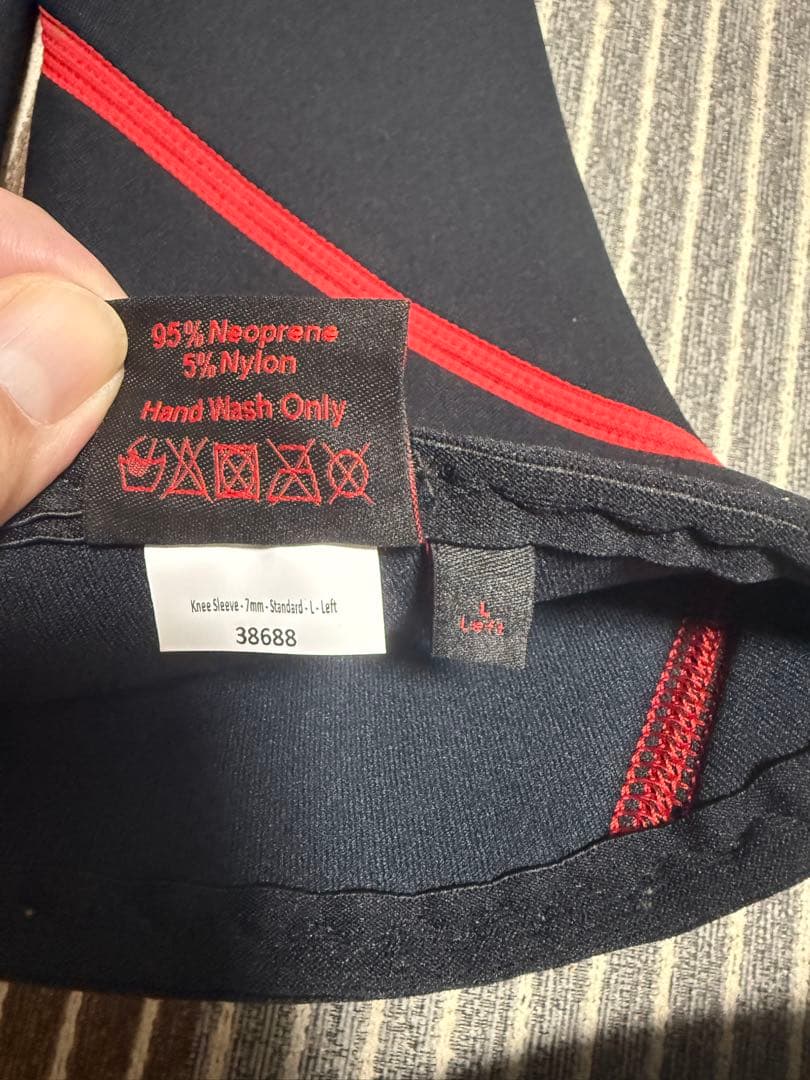 95% Neoprene
5% Nylon
Hand Wash Only
Knee Sleeve - 7mm - Standard - L - Left
38688
L
Left